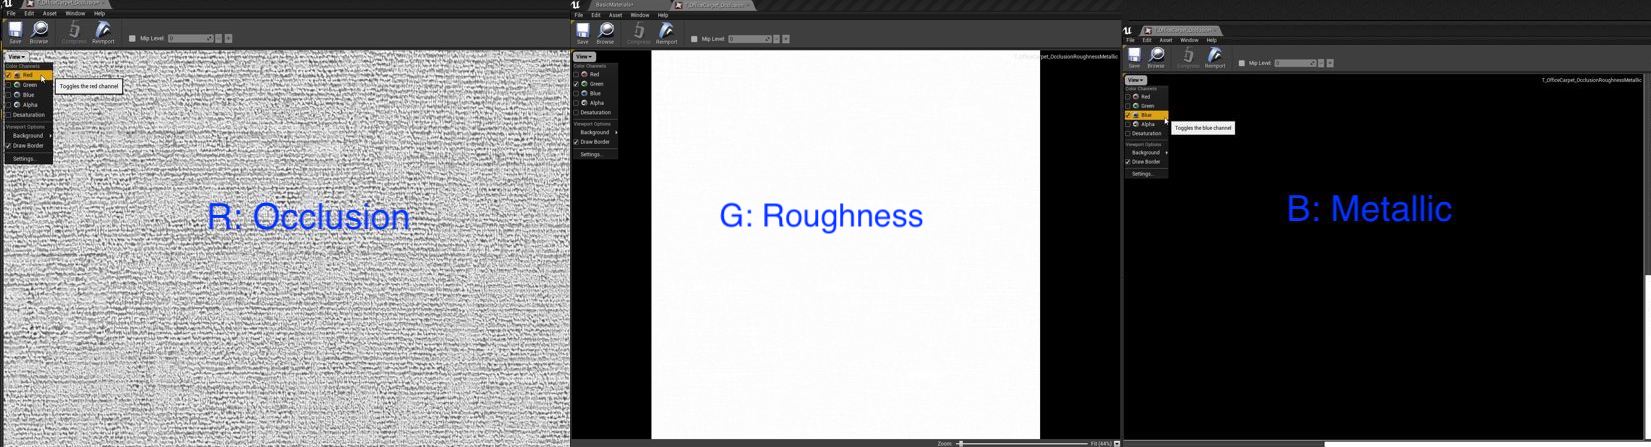 T_OfficeCarpet_Occlusion
File Edit Asset Window Help
Save Browse Compress Reimport Mip Level: 0
View
Color Channels
Red
Toggles the red channel
Green
Blue
Alpha
Desaturation
Viewport Options
Background
Draw Border
Settings...
R: Occlusion
BasicMaterials
T_OfficeCarpet_Occlusion
File Edit Asset Window Help
Save Browse Compress Reimport Mip Level: 0
View
T_OfficeCarpet_OcclusionRoughnessMetallic
Color Channels
Red
Green
Blue
Alpha
Desaturation
Viewport Options
Background
Draw Border
Settings...
G: Roughness
Zoom: Fit (44%)
T_OfficeCarpet_Occlusion
File Edit Asset Window Help
Save Browse Compress Reimport Mip Level: 0
View
T_OfficeCarpet_OcclusionRoughnessMetallic
Color Channels
Red
Green
Blue
Alpha
Toggles the blue channel
Desaturation
Viewport Options
Background
Draw Border
Settings...
B: Metallic